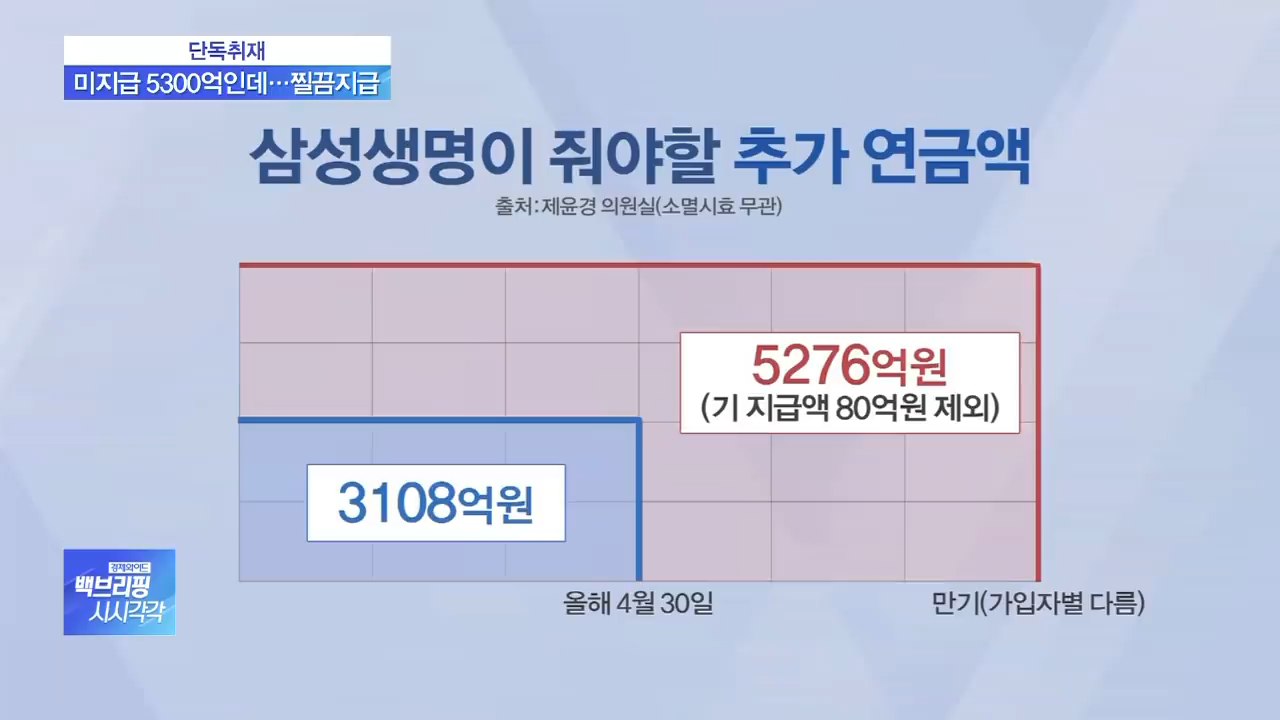 단독취재
미지급 5300억인데…찔끔지급
삼성생명이 줘야할 추가 연금액
출처: 제윤경 의원실(소멸시효 무관)
5276억원
(기 지급액 80억원 제외)
3108억원
올해 4월 30일
만기(가입자별 다름)
경제와이드
백브리핑
시시각각